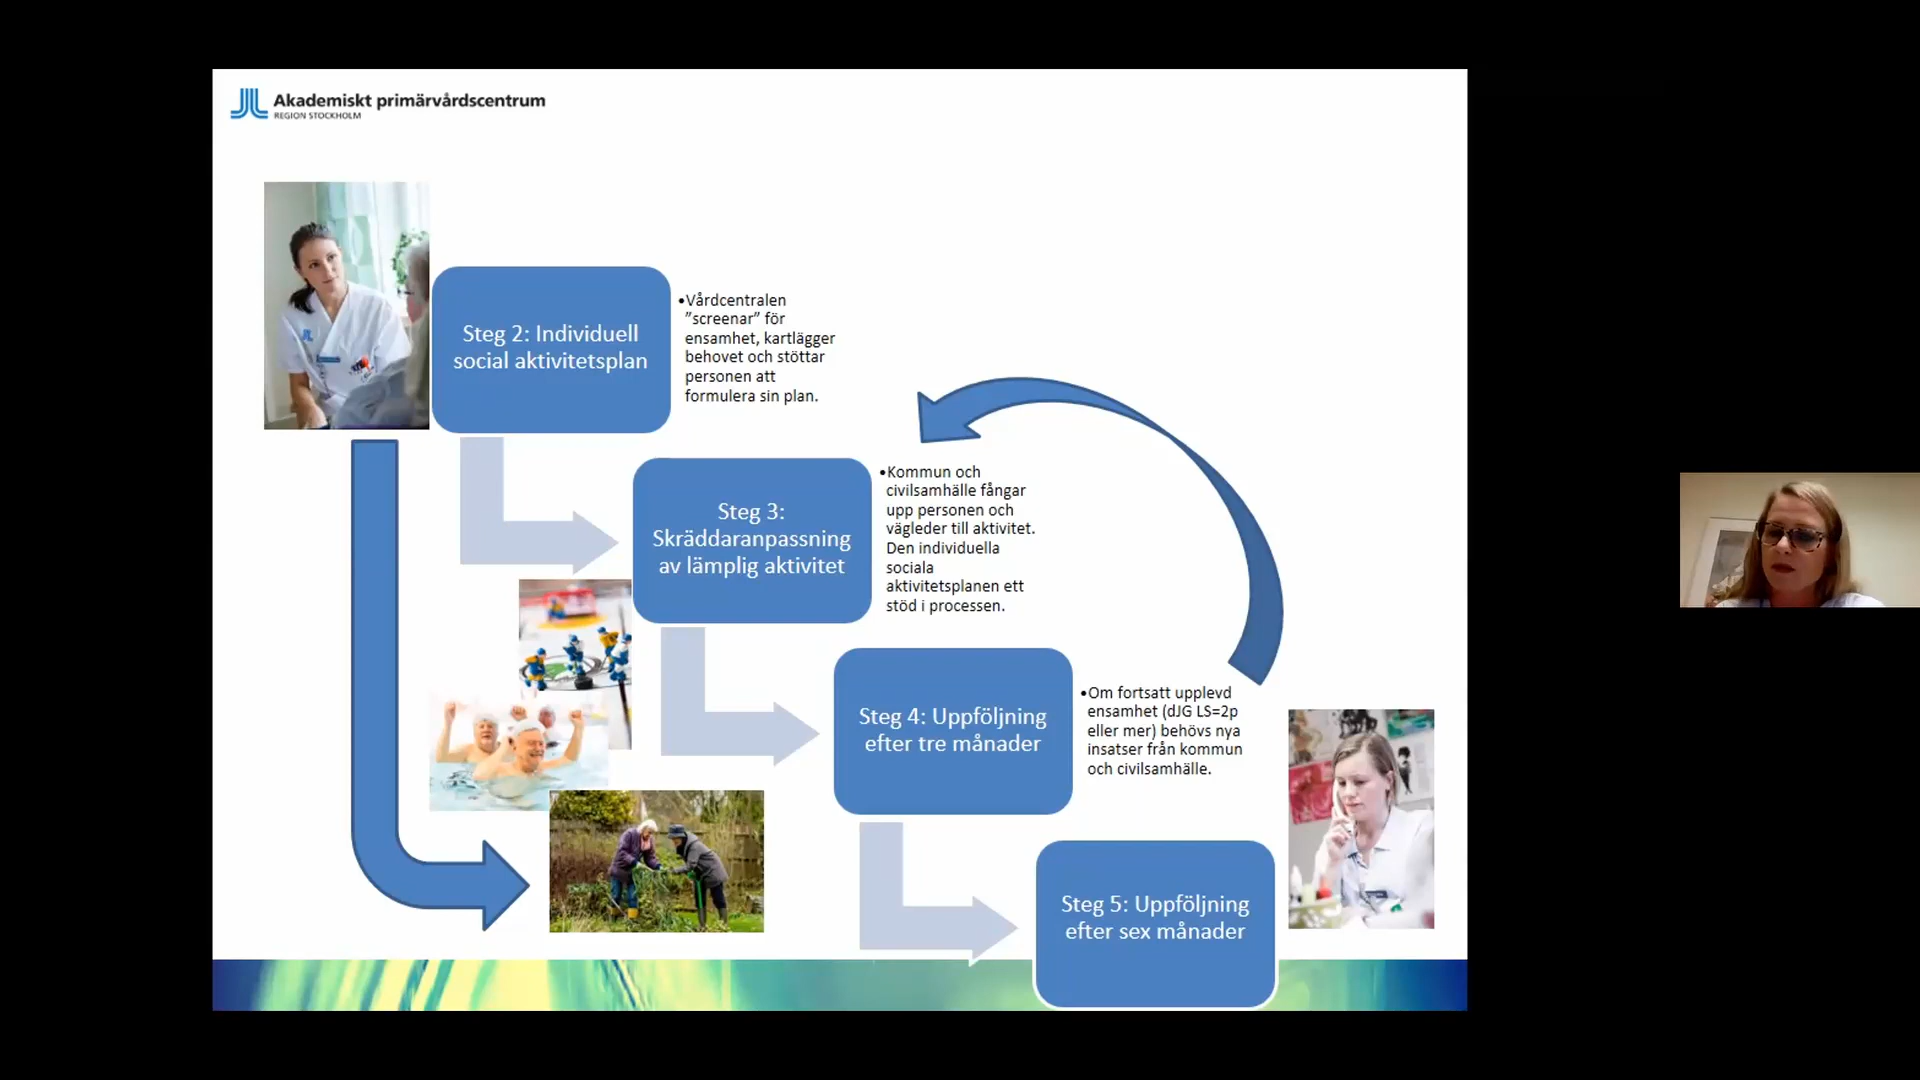 Akademiskt primärvårdscentrum
REGION STOCKHOLM
Steg 2: Individuell
social aktivitetsplan
•Vårdcentralen
”screenar” för
ensamhet, kartlägger
behovet och stöttar
personen att
formulera sin plan.
Steg 3:
Skräddaranpassning
av lämplig aktivitet
•Kommun och
civilsamhälle fångar
upp personen och
vägleder till aktivitet.
Den individuella
sociala
aktivitetsplanen ett
stöd i processen.
Steg 4: Uppföljning
efter tre månader
•Om fortsatt upplevd
ensamhet (dJG LS=2p
eller mer) behövs nya
insatser från kommun
och civilsamhälle.
Steg 5: Uppföljning
efter sex månader